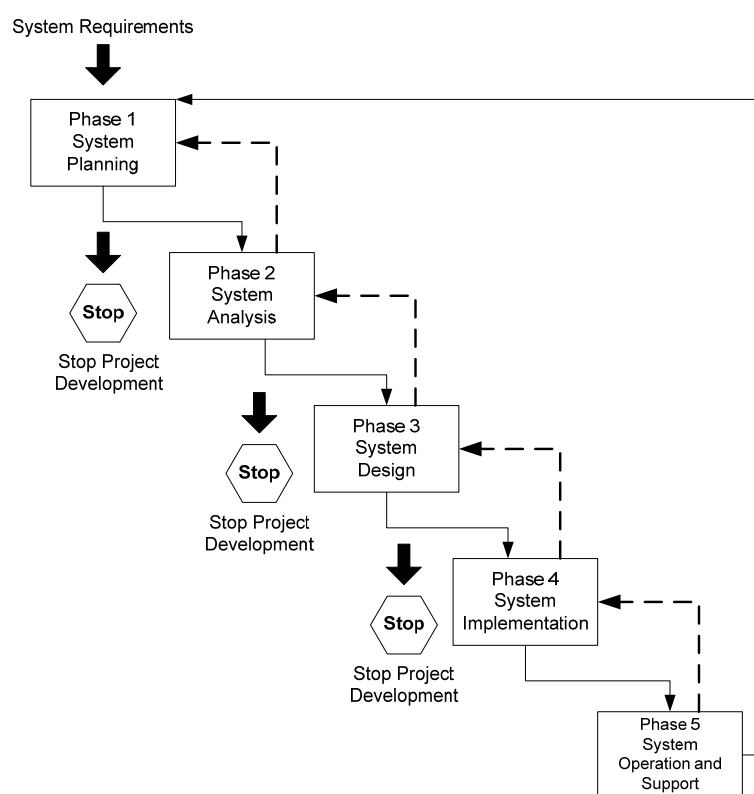 System Requirements
Phase 1
System
Planning
Phase 2
System
Analysis
Stop
Stop Project
Development
Phase 3
System
Design
Stop
Stop Project
Development
Phase 4
System
Implementation
Stop
Stop Project
Development
Phase 5
System
Operation and
Support